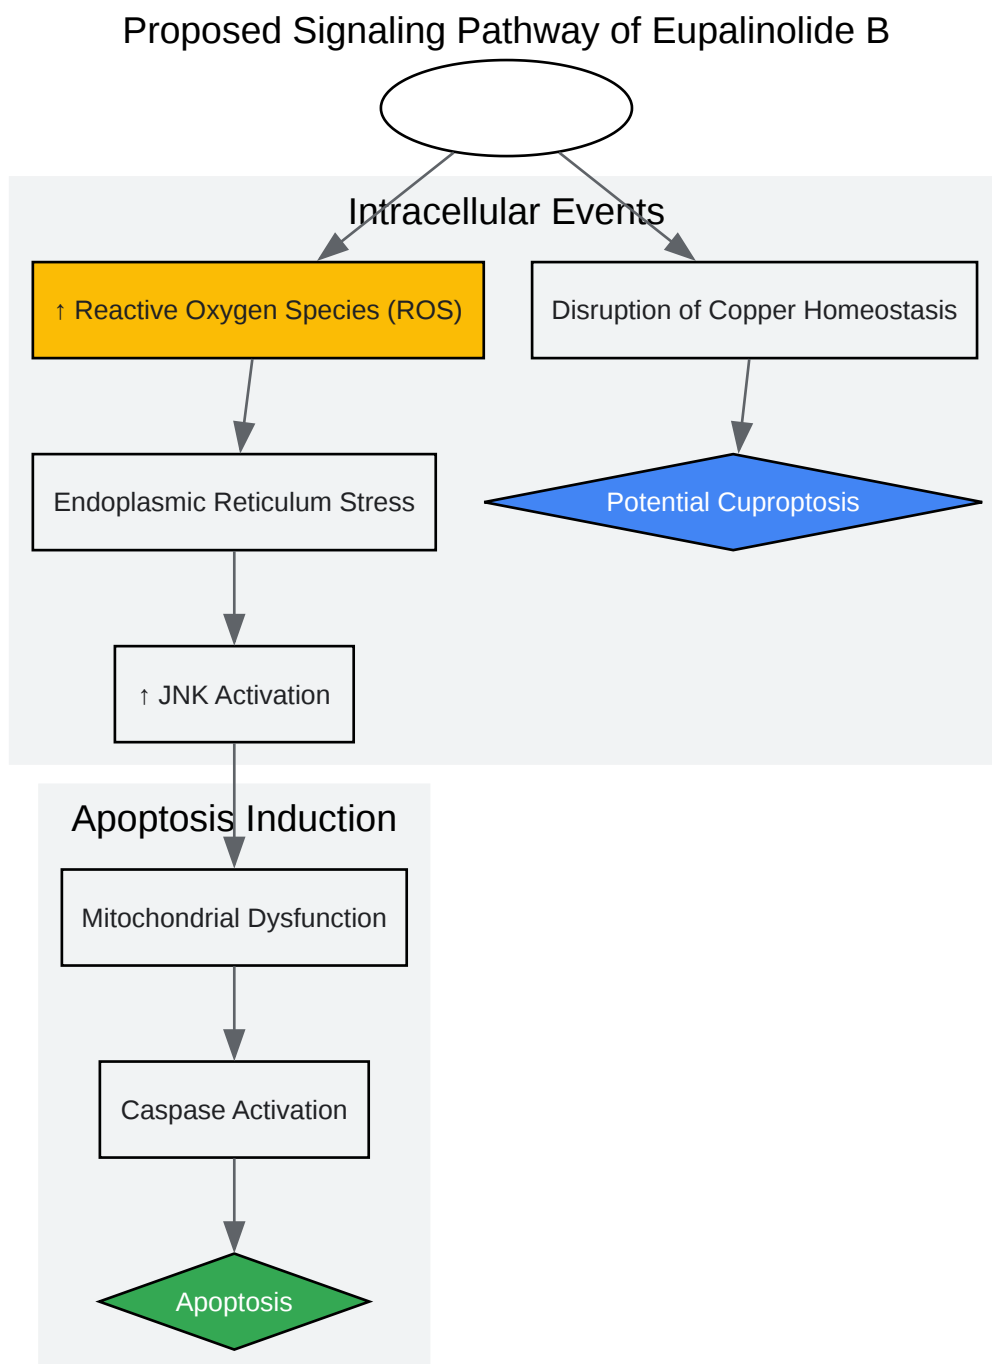 Proposed Signaling Pathway of Eupalinolide B
Intracellular Events
↑ Reactive Oxygen Species (ROS)
Disruption of Copper Homeostasis
Endoplasmic Reticulum Stress
Potential Cuproptosis
↑ JNK Activation
Apoptosis Induction
Mitochondrial Dysfunction
Caspase Activation
Apoptosis